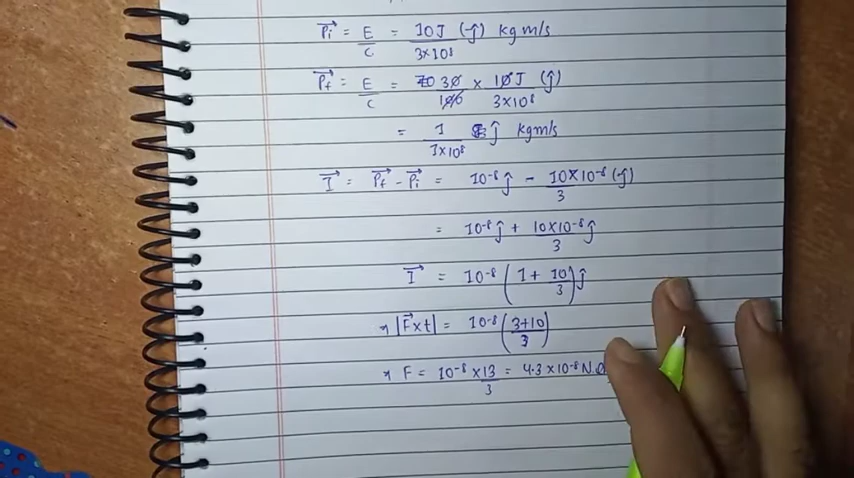 P⃗i = E/C = 10J/3×10⁸ (-ĵ) kg m/s
P⃗f = E/C = 30/100 × 10J/3×10⁸ (ĵ)
= 1/1×10⁸ ĵ kg m/s
I⃗ = P⃗f - P⃗i = 10⁻⁸ ĵ - 10×10⁻⁸/3 (-ĵ)
= 10⁻⁸ ĵ + 10×10⁻⁸/3 ĵ
I⃗ = 10⁻⁸ (1 + 10/3) ĵ
|F⃗×t| = 10⁻⁸ (3+10/3)
F = 10⁻⁸ × 13/3 = 4.3 × 10⁻⁸ N